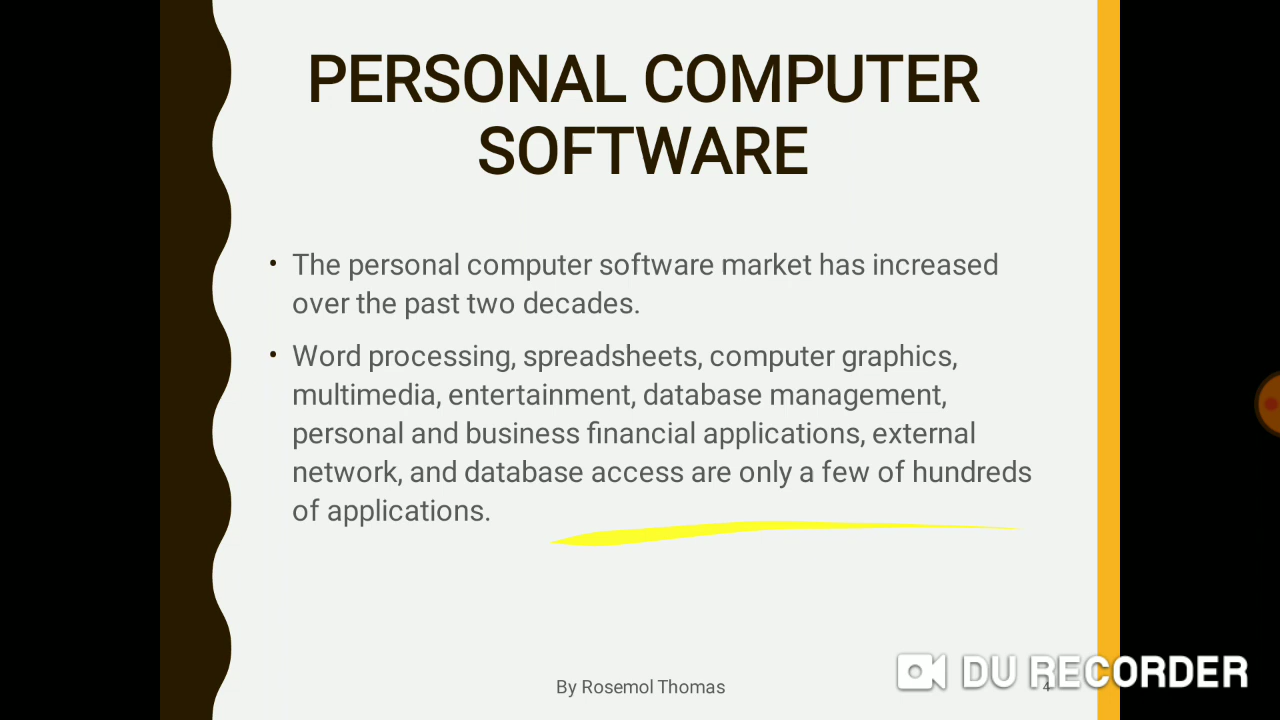 PERSONAL COMPUTER
SOFTWARE
• The personal computer software market has increased
over the past two decades.
• Word processing, spreadsheets, computer graphics,
multimedia, entertainment, database management,
personal and business financial applications, external
network, and database access are only a few of hundreds
of applications.
By Rosemol Thomas
4
DU RECORDER